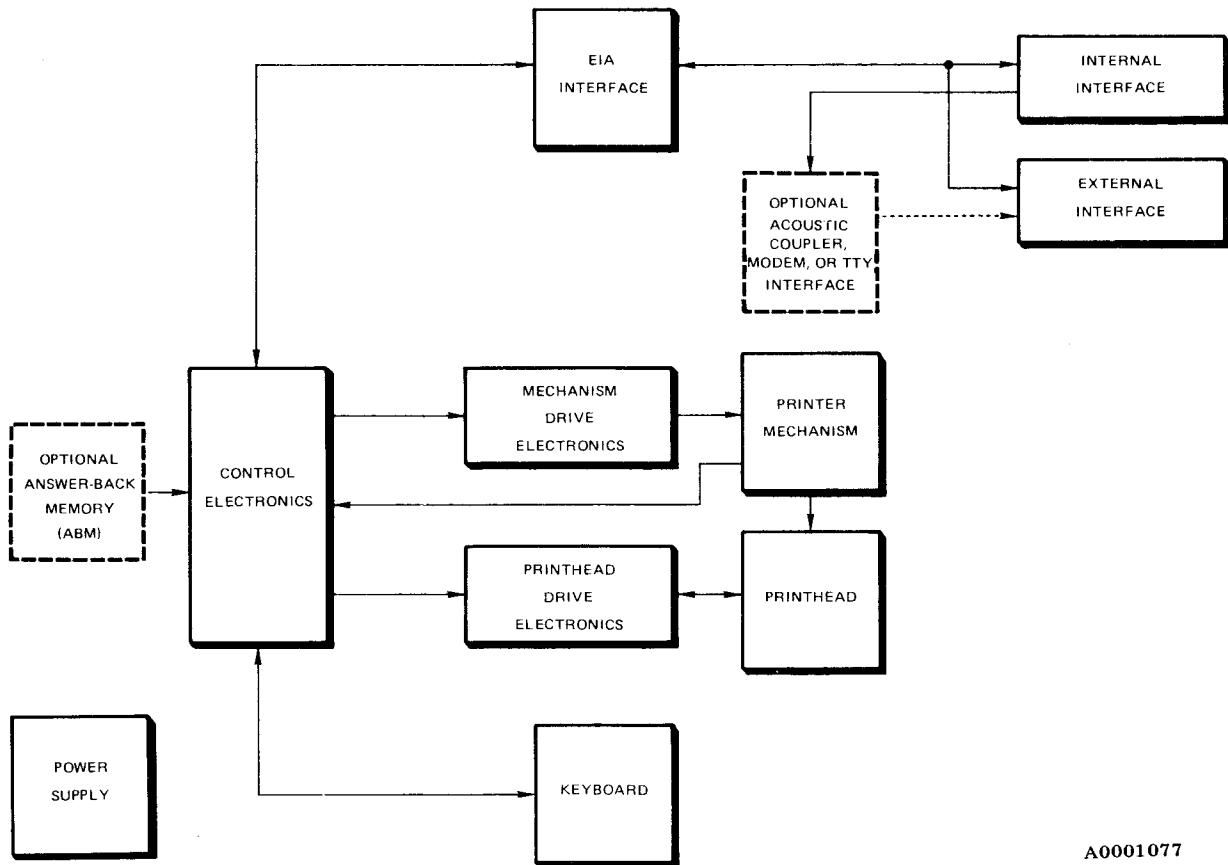 EIA
INTERFACE
INTERNAL
INTERFACE
OPTIONAL
ACOUSTIC
COUPLER,
MODEM, OR TTY
INTERFACE
EXTERNAL
INTERFACE
OPTIONAL
ANSWER-BACK
MEMORY
(ABM)
CONTROL
ELECTRONICS
MECHANISM
DRIVE
ELECTRONICS
PRINTER
MECHANISM
PRINTHEAD
DRIVE
ELECTRONICS
PRINTHEAD
POWER
SUPPLY
KEYBOARD
A0001077